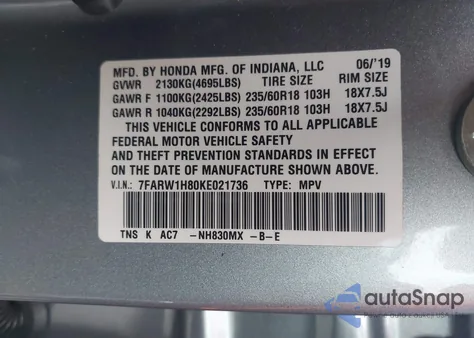 MFD. BY HONDA MFG. OF INDIANA, LLC 06/'19
GVWR 2130KG(4695LBS) TIRE SIZE RIM SIZE
GAWR F 1100KG(2425LBS) 235/60R18 103H 18X7.5J
GAWR R 1040KG(2292LBS) 235/60R18 103H 18X7.5J
THIS VEHICLE CONFORMS TO ALL APPLICABLE
FEDERAL MOTOR VEHICLE SAFETY
AND THEFT PREVENTION STANDARDS IN EFFECT
ON THE DATE OF MANUFACTURE SHOWN ABOVE.
V.I.N.: 7FARW1H80KE021736 TYPE: MPV
TNS K AC7 -NH830MX -B-E
autoSnap